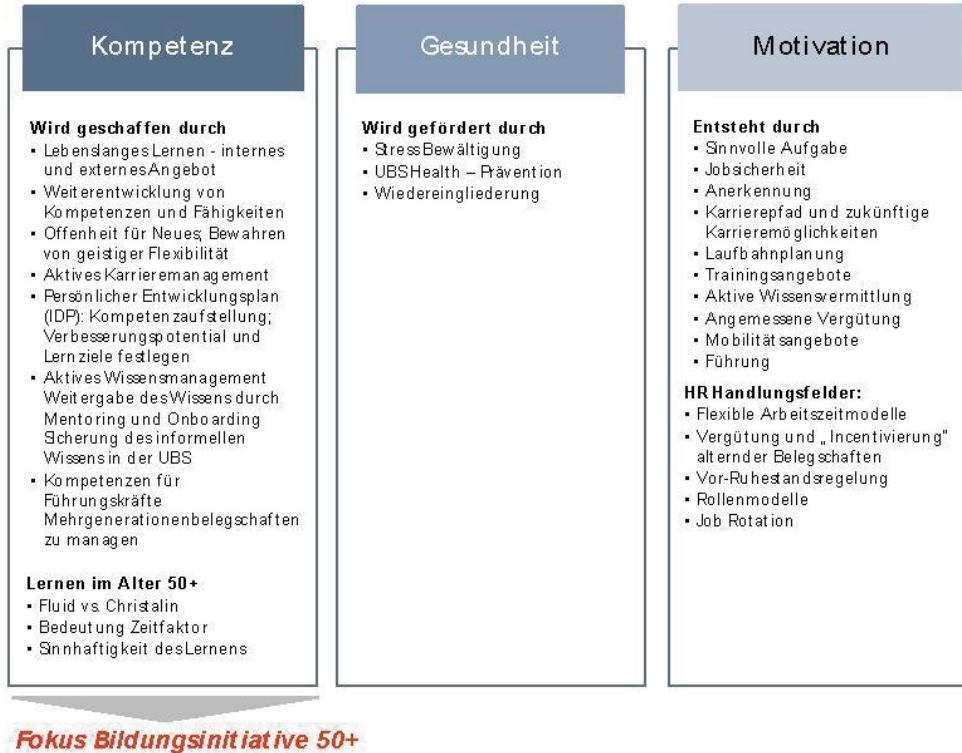 Kompetenz
Wird geschaffen durch
▪ Lebenslanges Lernen - internes
und externes Angebot
▪ Weiterentwicklung von
Kompetenzen und Fähigkeiten
▪ Offenheit für Neues; Bewahren
von geistiger Flexibilität
▪ Aktives Karrieremanagement
▪ Persönlicher Entwicklungsplan
(IDP): Kompetenzaufstellung;
Verbesserungspotential und
Lernziele festlegen
▪ Aktives Wissensmanagement
Weitergabe des Wissens durch
Mentoring und Onboarding
Sicherung des informellen
Wissens in der UBS
▪ Kompetenzen für
Führungskräfte
Mehrgenerationenbelegschaften
zu managen
Lernen im Alter 50+
▪ Fluid vs. Christalin
▪ Bedeutung Zeitfaktor
▪ Sinnhaftigkeit des Lernens
Gesundheit
Wird gefördert durch
▪ Stress Bewältigung
▪ UBS Health – Prävention
▪ Wiedereingliederung
Motivation
Entsteht durch
▪ Sinnvolle Aufgabe
▪ Jobsicherheit
▪ Anerkennung
▪ Karrierepfad und zukünftige
Karrieremöglichkeiten
▪ Laufbahnplanung
▪ Trainingsangebote
▪ Aktive Wissensvermittlung
▪ Angemessene Vergütung
▪ Mobilitätsangebote
▪ Führung
HR Handlungsfelder:
▪ Flexible Arbeitszeitmodelle
▪ Vergütung und „Incentivierung“
alternder Belegschaften
▪ Vor-Ruhestandsregelung
▪ Rollenmodelle
▪ Job Rotation
Fokus Bildungsinitiative 50+